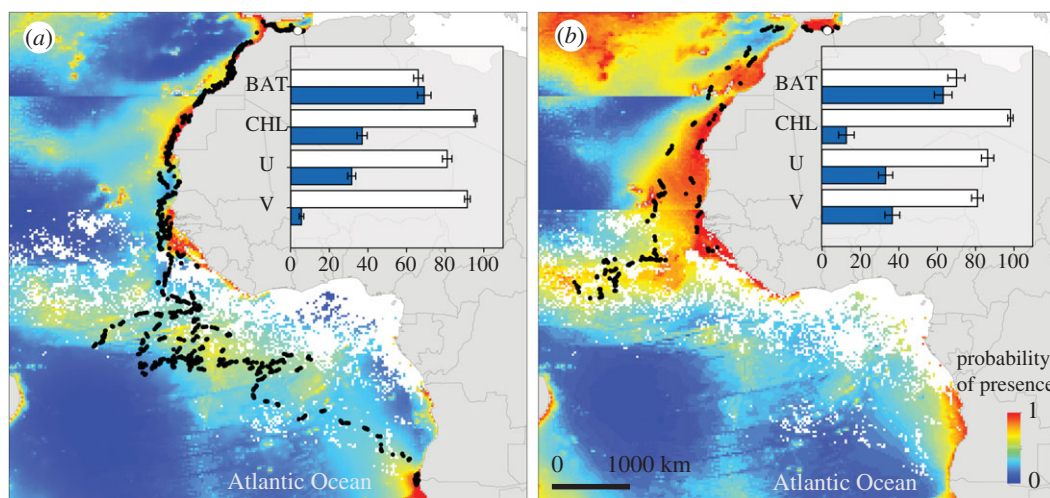 (a)
BAT
CHL
U
V
0 20 40 60 80 100
Atlantic Ocean
(b)
BAT
CHL
U
V
0 20 40 60 80 100
probability
of presence
1
0
0 1000 km
Atlantic Ocean